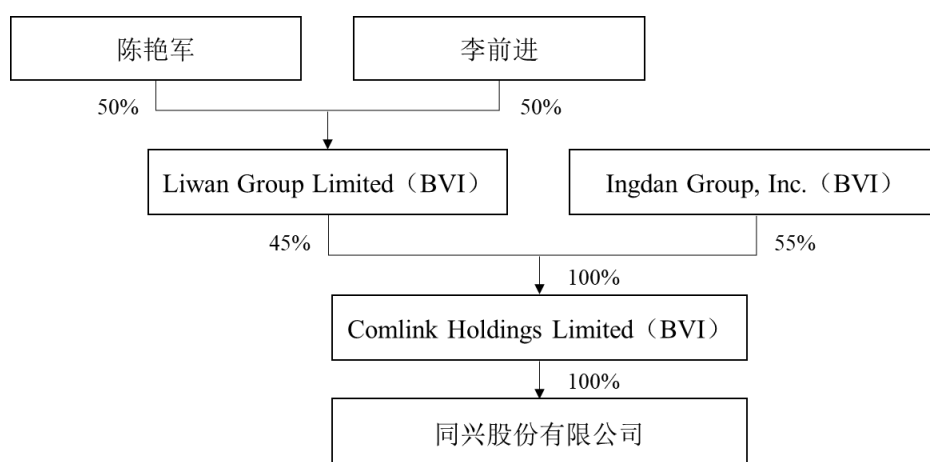 陈艳军
李前进
50%
50%
Liwan Group Limited（BVI）
Ingdan Group, Inc.（BVI）
45%
55%
100%
Comlink Holdings Limited（BVI）
100%
同兴股份有限公司